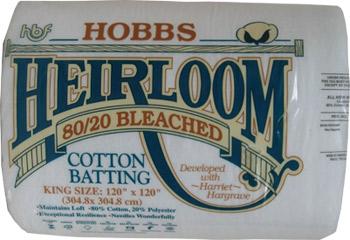 hbf
HOBBS
HEIRLOOM
80/20 BLEACHED
COTTON
BATTING
KING SIZE: 120" x 120"
(304.8x 304.8 cm)
Developed
with
~Harriet~
Hargrave
•Maintains Loft •80% Cotton, 20% Polyester
•Exceptional Resilience •Needles Wonderfully